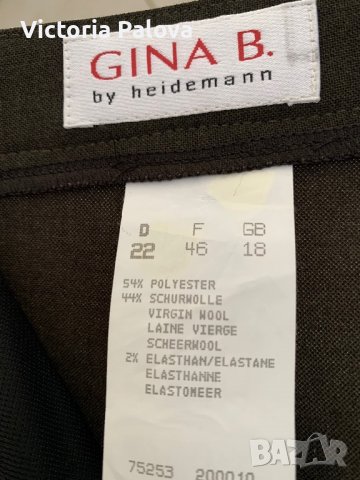 Victoria Palova
GINA B.
by heidemann
D F GB
22 46 18
54% POLYESTER
44% SCHURWOLLE
VIRGIN WOOL
LAINE VIERGE
SCHEERWOOL
2% ELASTHAN/ELASTANE
ELASTHANNE
ELASTOMEER
75253 200010
BAZAR